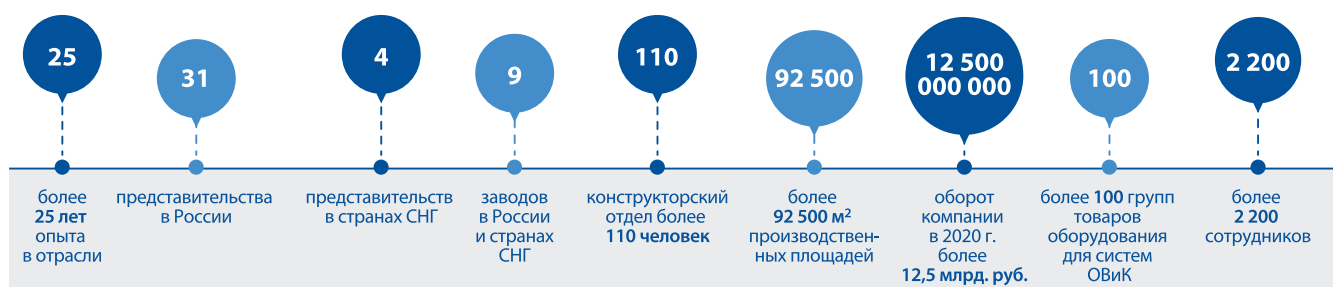 25
более
25 лет
опыта
в отрасли
31
представительства
в России
4
представительств
в странах СНГ
9
заводов
в России
и странах
СНГ
110
конструкторский
отдел более
110 человек
92 500
более
92 500 м²
производствен-
ных площадей
12 500
000 000
оборот
компании
в 2020 г.
более
12,5 млрд. руб.
100
более 100 групп
товаров
оборудования
для систем
ОВиК
2 200
более
2 200
сотрудников